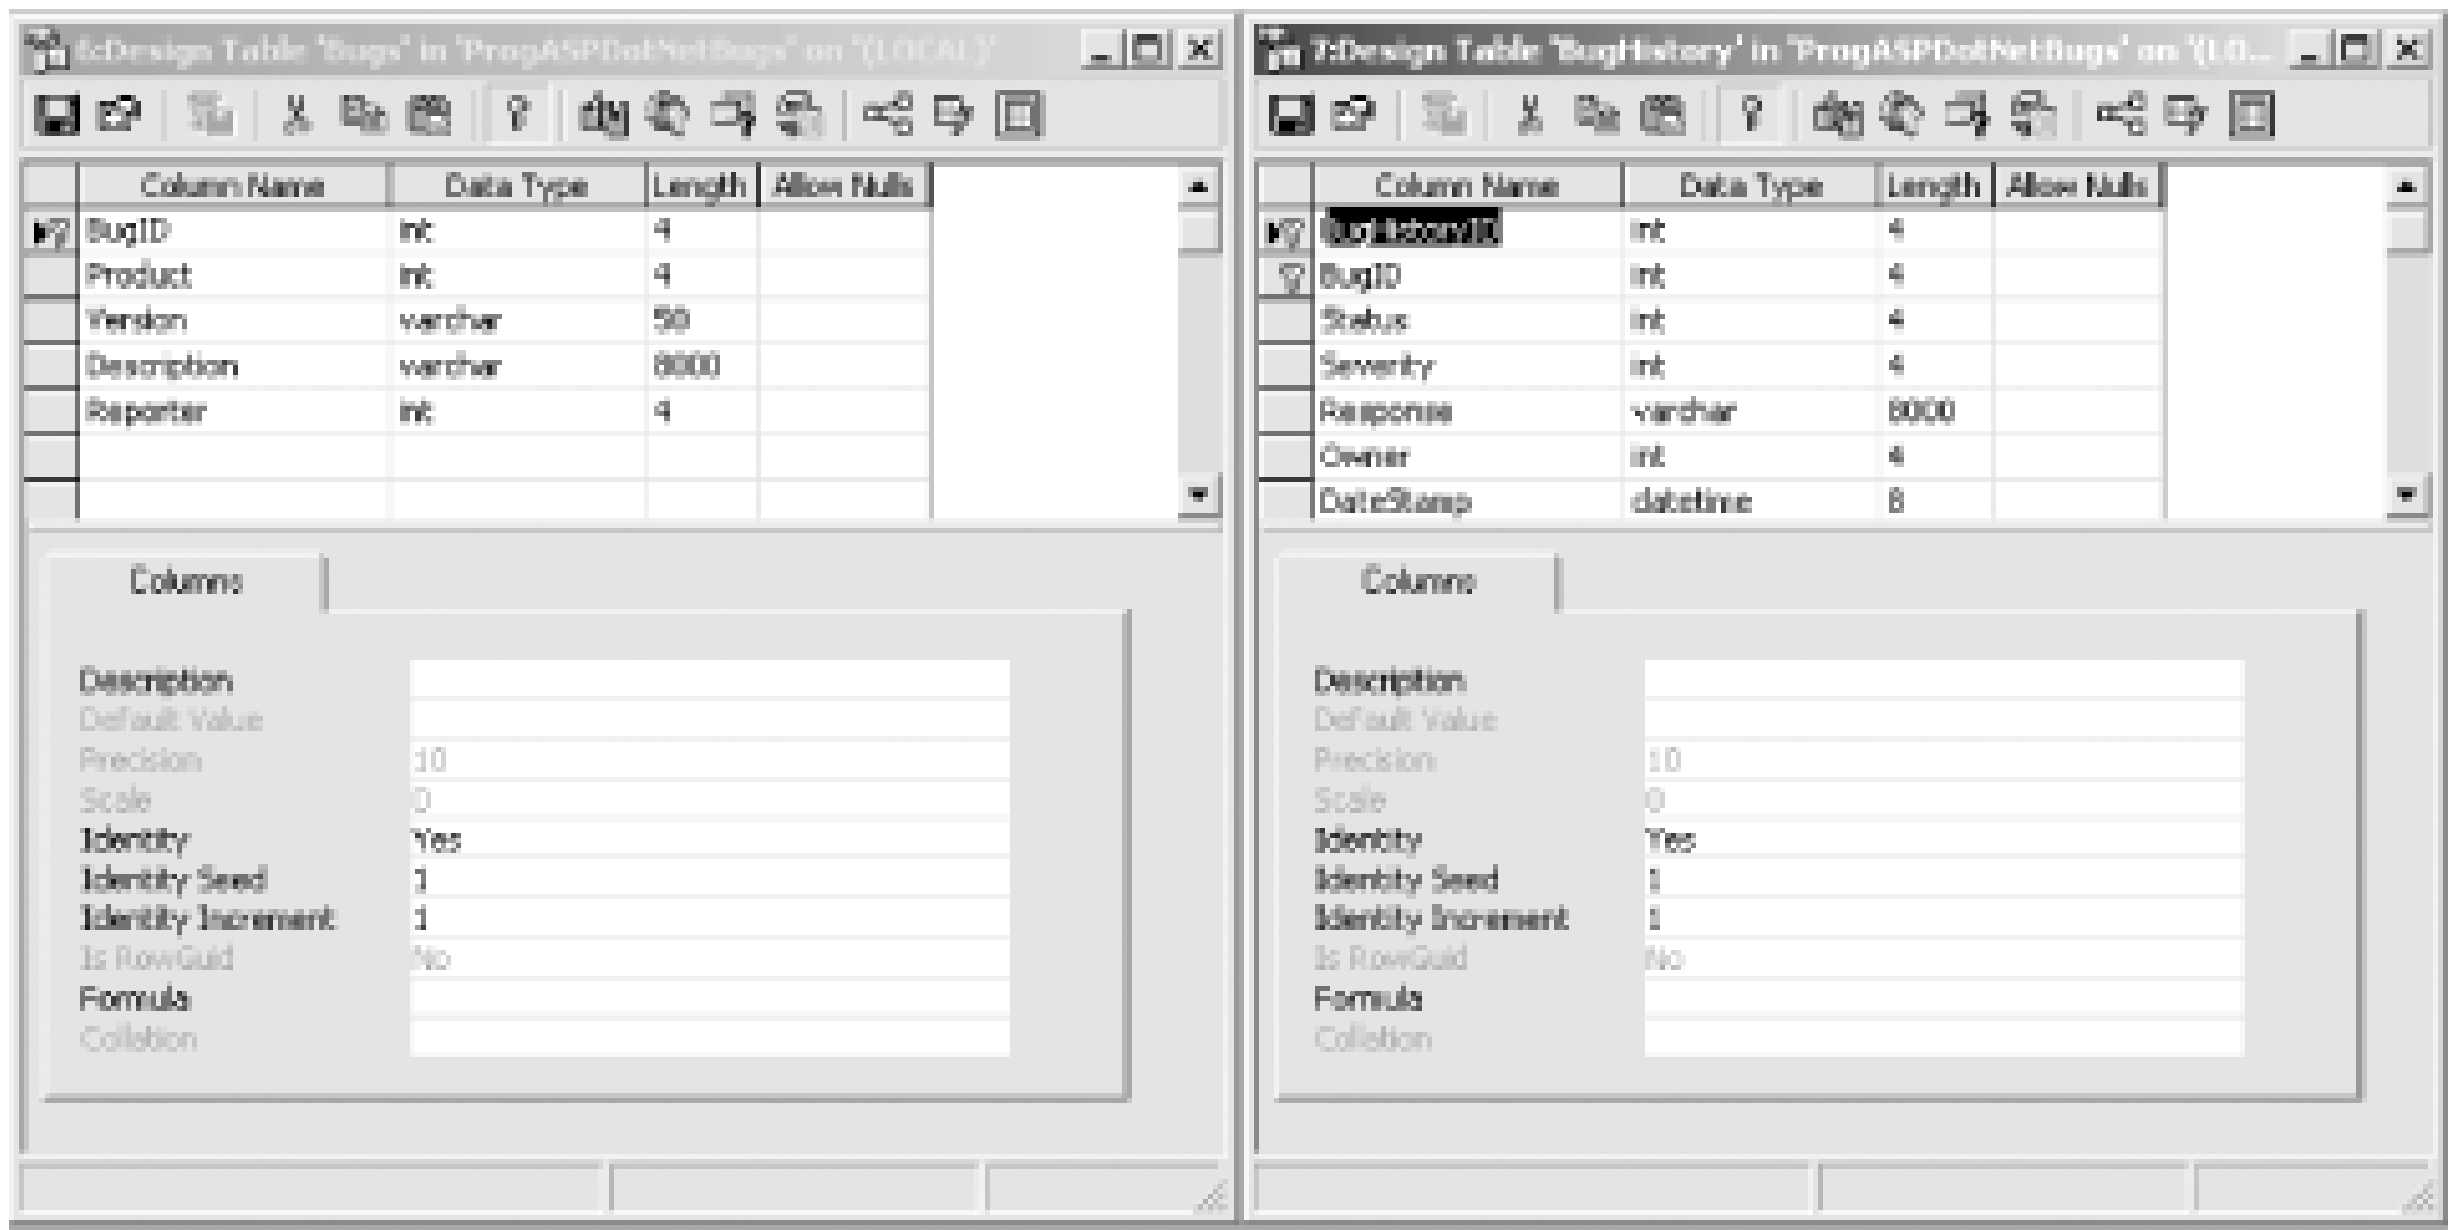 6:Design Table 'Bugs' in 'ProgASPDotNetBugs' on '(LOCAL)'
Column Name Data Type Length Allow Nulls
BugID int 4
Product int 4
Version varchar 50
Description varchar 8000
Reporter int 4
Columns
Description
Default Value
Precision 10
Scale 0
Identity Yes
Identity Seed 1
Identity Increment 1
Is RowGuid No
Formula
Collation
7:Design Table 'BugHistory' in 'ProgASPDotNetBugs' on '(LO...
Column Name Data Type Length Allow Nulls
BugHistoryID int 4
BugID int 4
Status int 4
Severity int 4
Response varchar 8000
Owner int 4
DateStamp datetime 8
Columns
Description
Default Value
Precision 10
Scale 0
Identity Yes
Identity Seed 1
Identity Increment 1
Is RowGuid No
Formula
Collation